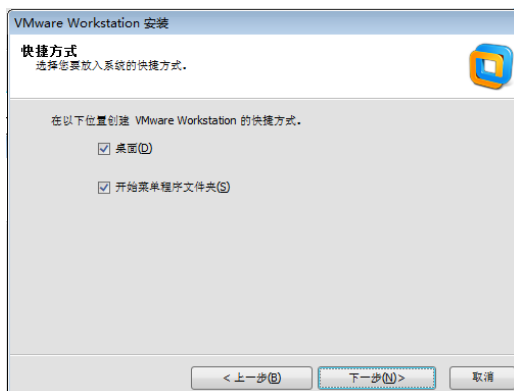 VMware Workstation 安装
快捷方式
选择您要放入系统的快捷方式。
在以下位置创建 VMware Workstation 的快捷方式。
桌面(D)
开始菜单程序文件夹(S)
< 上一步(B)
下一步(N)>
取消